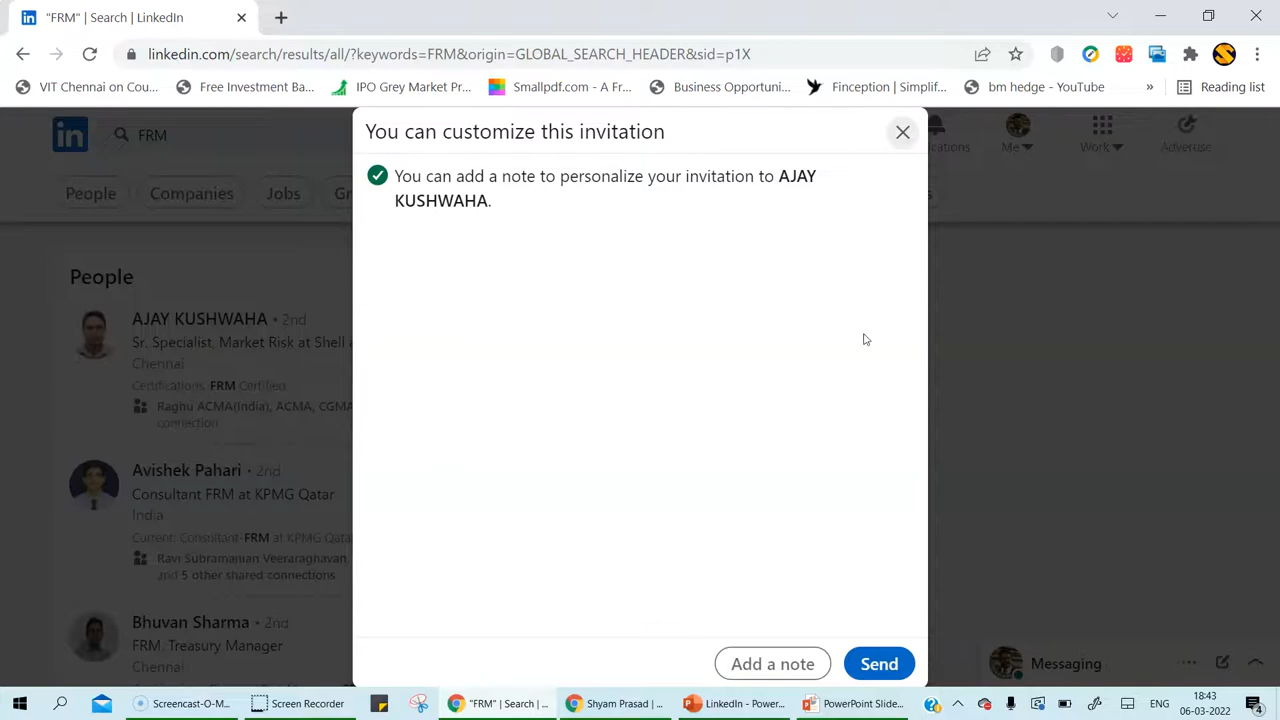 "FRM" | Search | LinkedIn
linkedin.com/search/results/all/?keywords=FRM&origin=GLOBAL_SEARCH_HEADER&sid=p1X
VIT Chennai on Cou... Free Investment Ba... IPO Grey Market Pr... Smallpdf.com - A Fr... Business Opportuni... Finception | Simplif... bm hedge - YouTube » Reading list
in FRM
ications Me Work Advertise
People Companies Jobs Gr s
You can customize this invitation
You can add a note to personalize your invitation to AJAY
KUSHWAHA.
People
AJAY KUSHWAHA • 2nd
Sr. Specialist, Market Risk at Shell a
Chennai
Certifications: FRM Certified.
Raghu ACMA(India), ACMA, CGMA
connection
Avishek Pahari • 2nd
Consultant FRM at KPMG Qatar
India
Current: Consultant-FRM at KPMG Qata
Ravi Subramanian Veeraraghavan
and 5 other shared connections
Bhuvan Sharma • 2nd
FRM. Treasury Manager
Chennai
Add a note Send
Messaging
Screencast-O-M... Screen Recorder "FRM" | Search | ... Shyam Prasad | ... LinkedIn - Power... PowerPoint Slide... ENG 18:43
06-03-2022 4